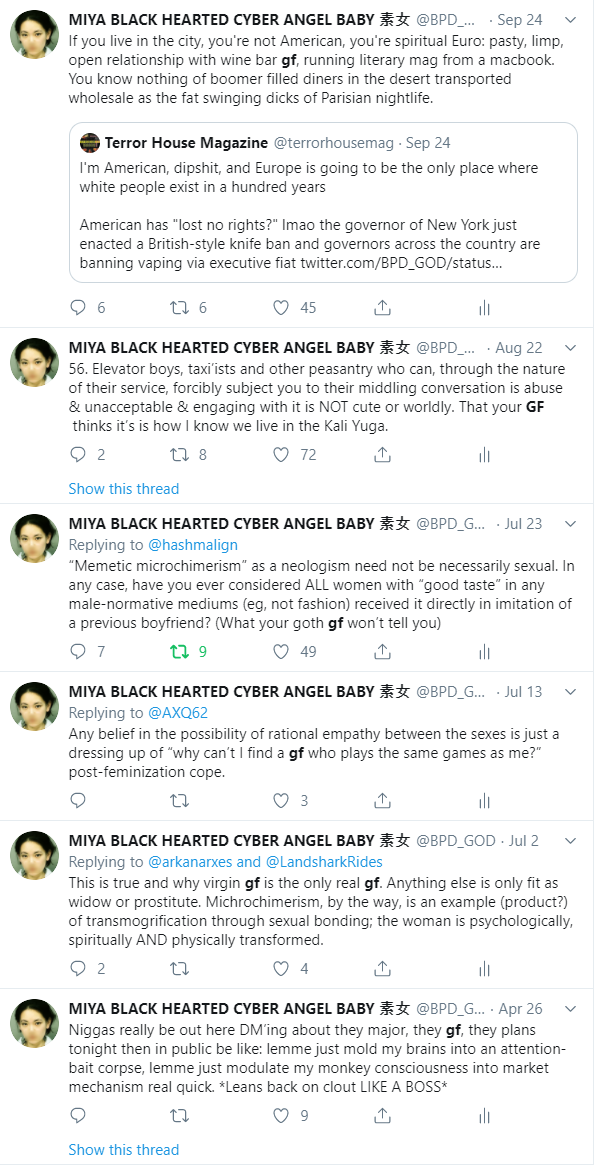 MIYA BLACK HEARTED CYBER ANGEL BABY 素女 @BPD_... · Sep 24
If you live in the city, you're not American, you're spiritual Euro: pasty, limp,
open relationship with wine bar gf, running literary mag from a macbook.
You know nothing of boomer filled diners in the desert transported
wholesale as the fat swinging dicks of Parisian nightlife.
Terror House Magazine @terrorhousemag · Sep 24
I'm American, dipshit, and Europe is going to be the only place where
white people exist in a hundred years
American has "lost no rights?" lmao the governor of New York just
enacted a British-style knife ban and governors across the country are
banning vaping via executive fiat twitter.com/BPD_GOD/status...
6 6 45
MIYA BLACK HEARTED CYBER ANGEL BABY 素女 @BPD_... · Aug 22
56. Elevator boys, taxi'ists and other peasantry who can, through the nature
of their service, forcibly subject you to their middling conversation is abuse
& unacceptable & engaging with it is NOT cute or worldly. That your GF
thinks it's is how I know we live in the Kali Yuga.
2 8 72
Show this thread
MIYA BLACK HEARTED CYBER ANGEL BABY 素女 @BPD_G... · Jul 23
Replying to @hashmalign
“Memetic microchimerism” as a neologism need not be necessarily sexual. In
any case, have you ever considered ALL women with “good taste” in any
male-normative mediums (eg, not fashion) received it directly in imitation of
a previous boyfriend? (What your goth gf won't tell you)
7 9 49
MIYA BLACK HEARTED CYBER ANGEL BABY 素女 @BPD_G... · Jul 13
Replying to @AXQ62
Any belief in the possibility of rational empathy between the sexes is just a
dressing up of “why can't I find a gf who plays the same games as me?”
post-feminization cope.
3
MIYA BLACK HEARTED CYBER ANGEL BABY 素女 @BPD_GOD · Jul 2
Replying to @arkanarxes and @LandsharkRides
This is true and why virgin gf is the only real gf. Anything else is only fit as
widow or prostitute. Michrochimerism, by the way, is an example (product?)
of transmogrification through sexual bonding; the woman is psychologically,
spiritually AND physically transformed.
2 4
MIYA BLACK HEARTED CYBER ANGEL BABY 素女 @BPD_G... · Apr 26
Niggas really be out here DM'ing about they major, they gf, they plans
tonight then in public be like: lemme just mold my brains into an attention-
bait corpse, lemme just modulate my monkey consciousness into market
mechanism real quick. *Leans back on clout LIKE A BOSS*
9
Show this thread